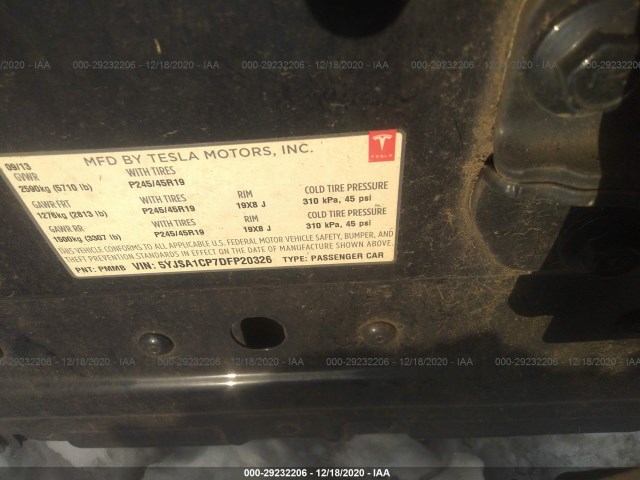 000-29232206 - 12/18/2020 - IAA 000-29232206 - 12/18/2020 - IAA 000-29232206 - 12/18/2020 - IAA
MFD BY TESLA MOTORS, INC.
TESLA
09/13
GVWR WITH TIRES
2590kg (5710 lb) P245/45R19
GAWR FRT WITH TIRES RIM COLD TIRE PRESSURE
1276kg (2813 lb) P245/45R19 19X8 J 310 kPa, 45 psi
GAWR RR WITH TIRES RIM COLD TIRE PRESSURE
1500kg (3307 lb) P245/45R19 19X8 J 310 kPa, 45 psi
THIS VEHICLE CONFORMS TO ALL APPLICABLE U.S. FEDERAL MOTOR VEHICLE SAFETY, BUMPER, AND
THEFT PREVENTION STANDARDS IN EFFECT ON THE DATE OF MANUFACTURE SHOWN ABOVE.
PNT: PMMB VIN: 5YJSA1CP7DFP20326 TYPE: PASSENGER CAR
000-29232206 - 12/18/2020 - IAA 000-29232206 - 12/18/2020 - IAA 000-29232206 - 12/18/2020 - IAA
000-29232206 - 12/18/2020 - IAA